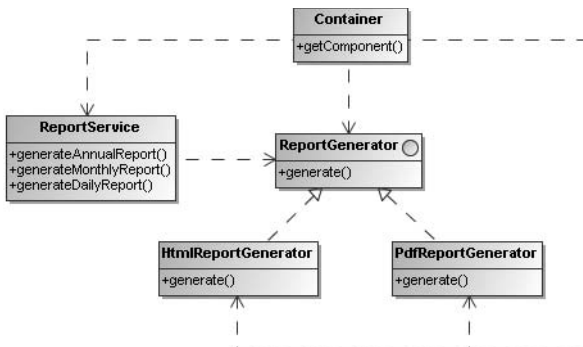 Container
+getComponent()
ReportService
+generateAnnualReport()
+generateMonthlyReport()
+generateDailyReport()
ReportGenerator
+generate()
HtmlReportGenerator
+generate()
PdfReportGenerator
+generate()